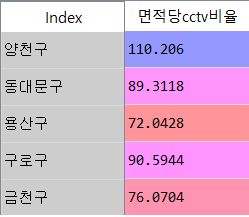 Index 면적당cctv비율
양천구 110.206
동대문구 89.3118
용산구 72.0428
구로구 90.5944
금천구 76.0704